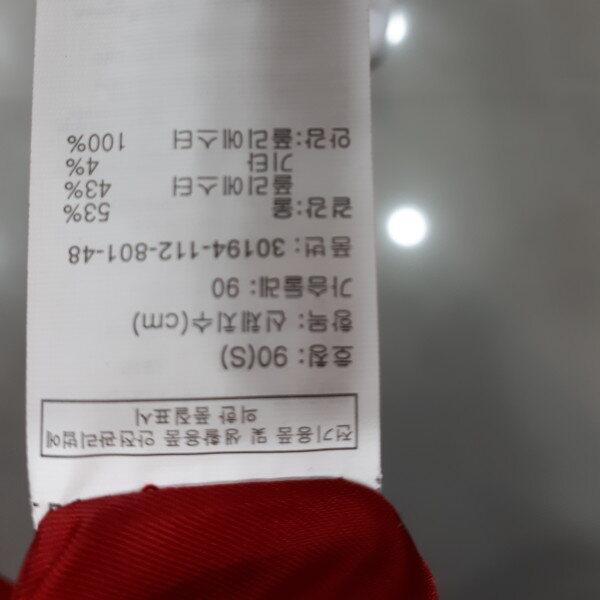 전기용품 및 생활용품 안전관리법에
의한 품질표시
호칭: 90(S)
항목: 신체치수(cm)
가슴둘레: 90
품번: 30194-112-801-48
겉감:울 53%
폴리에스터 43%
기타 4%
안감:폴리에스터 100%